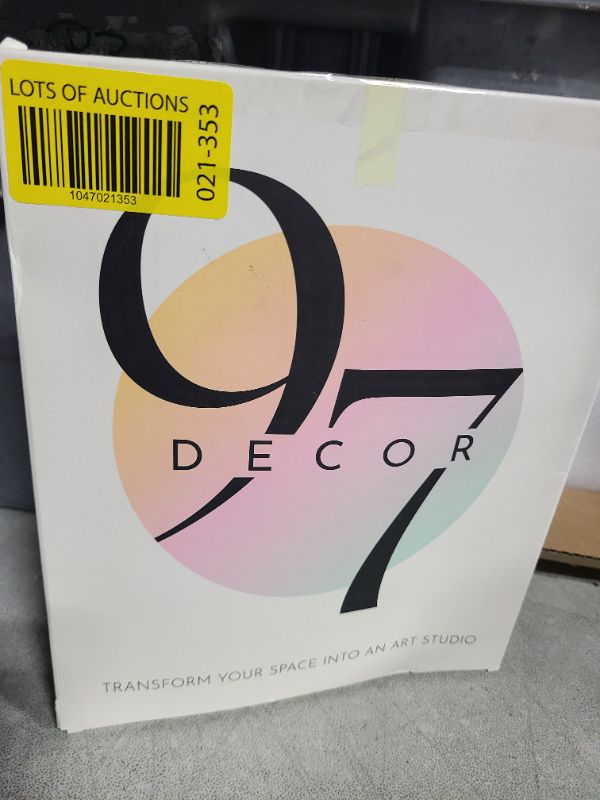 LOTS OF AUCTIONS
1047021353
021-353
97
DECOR
TRANSFORM YOUR SPACE INTO AN ART STUDIO